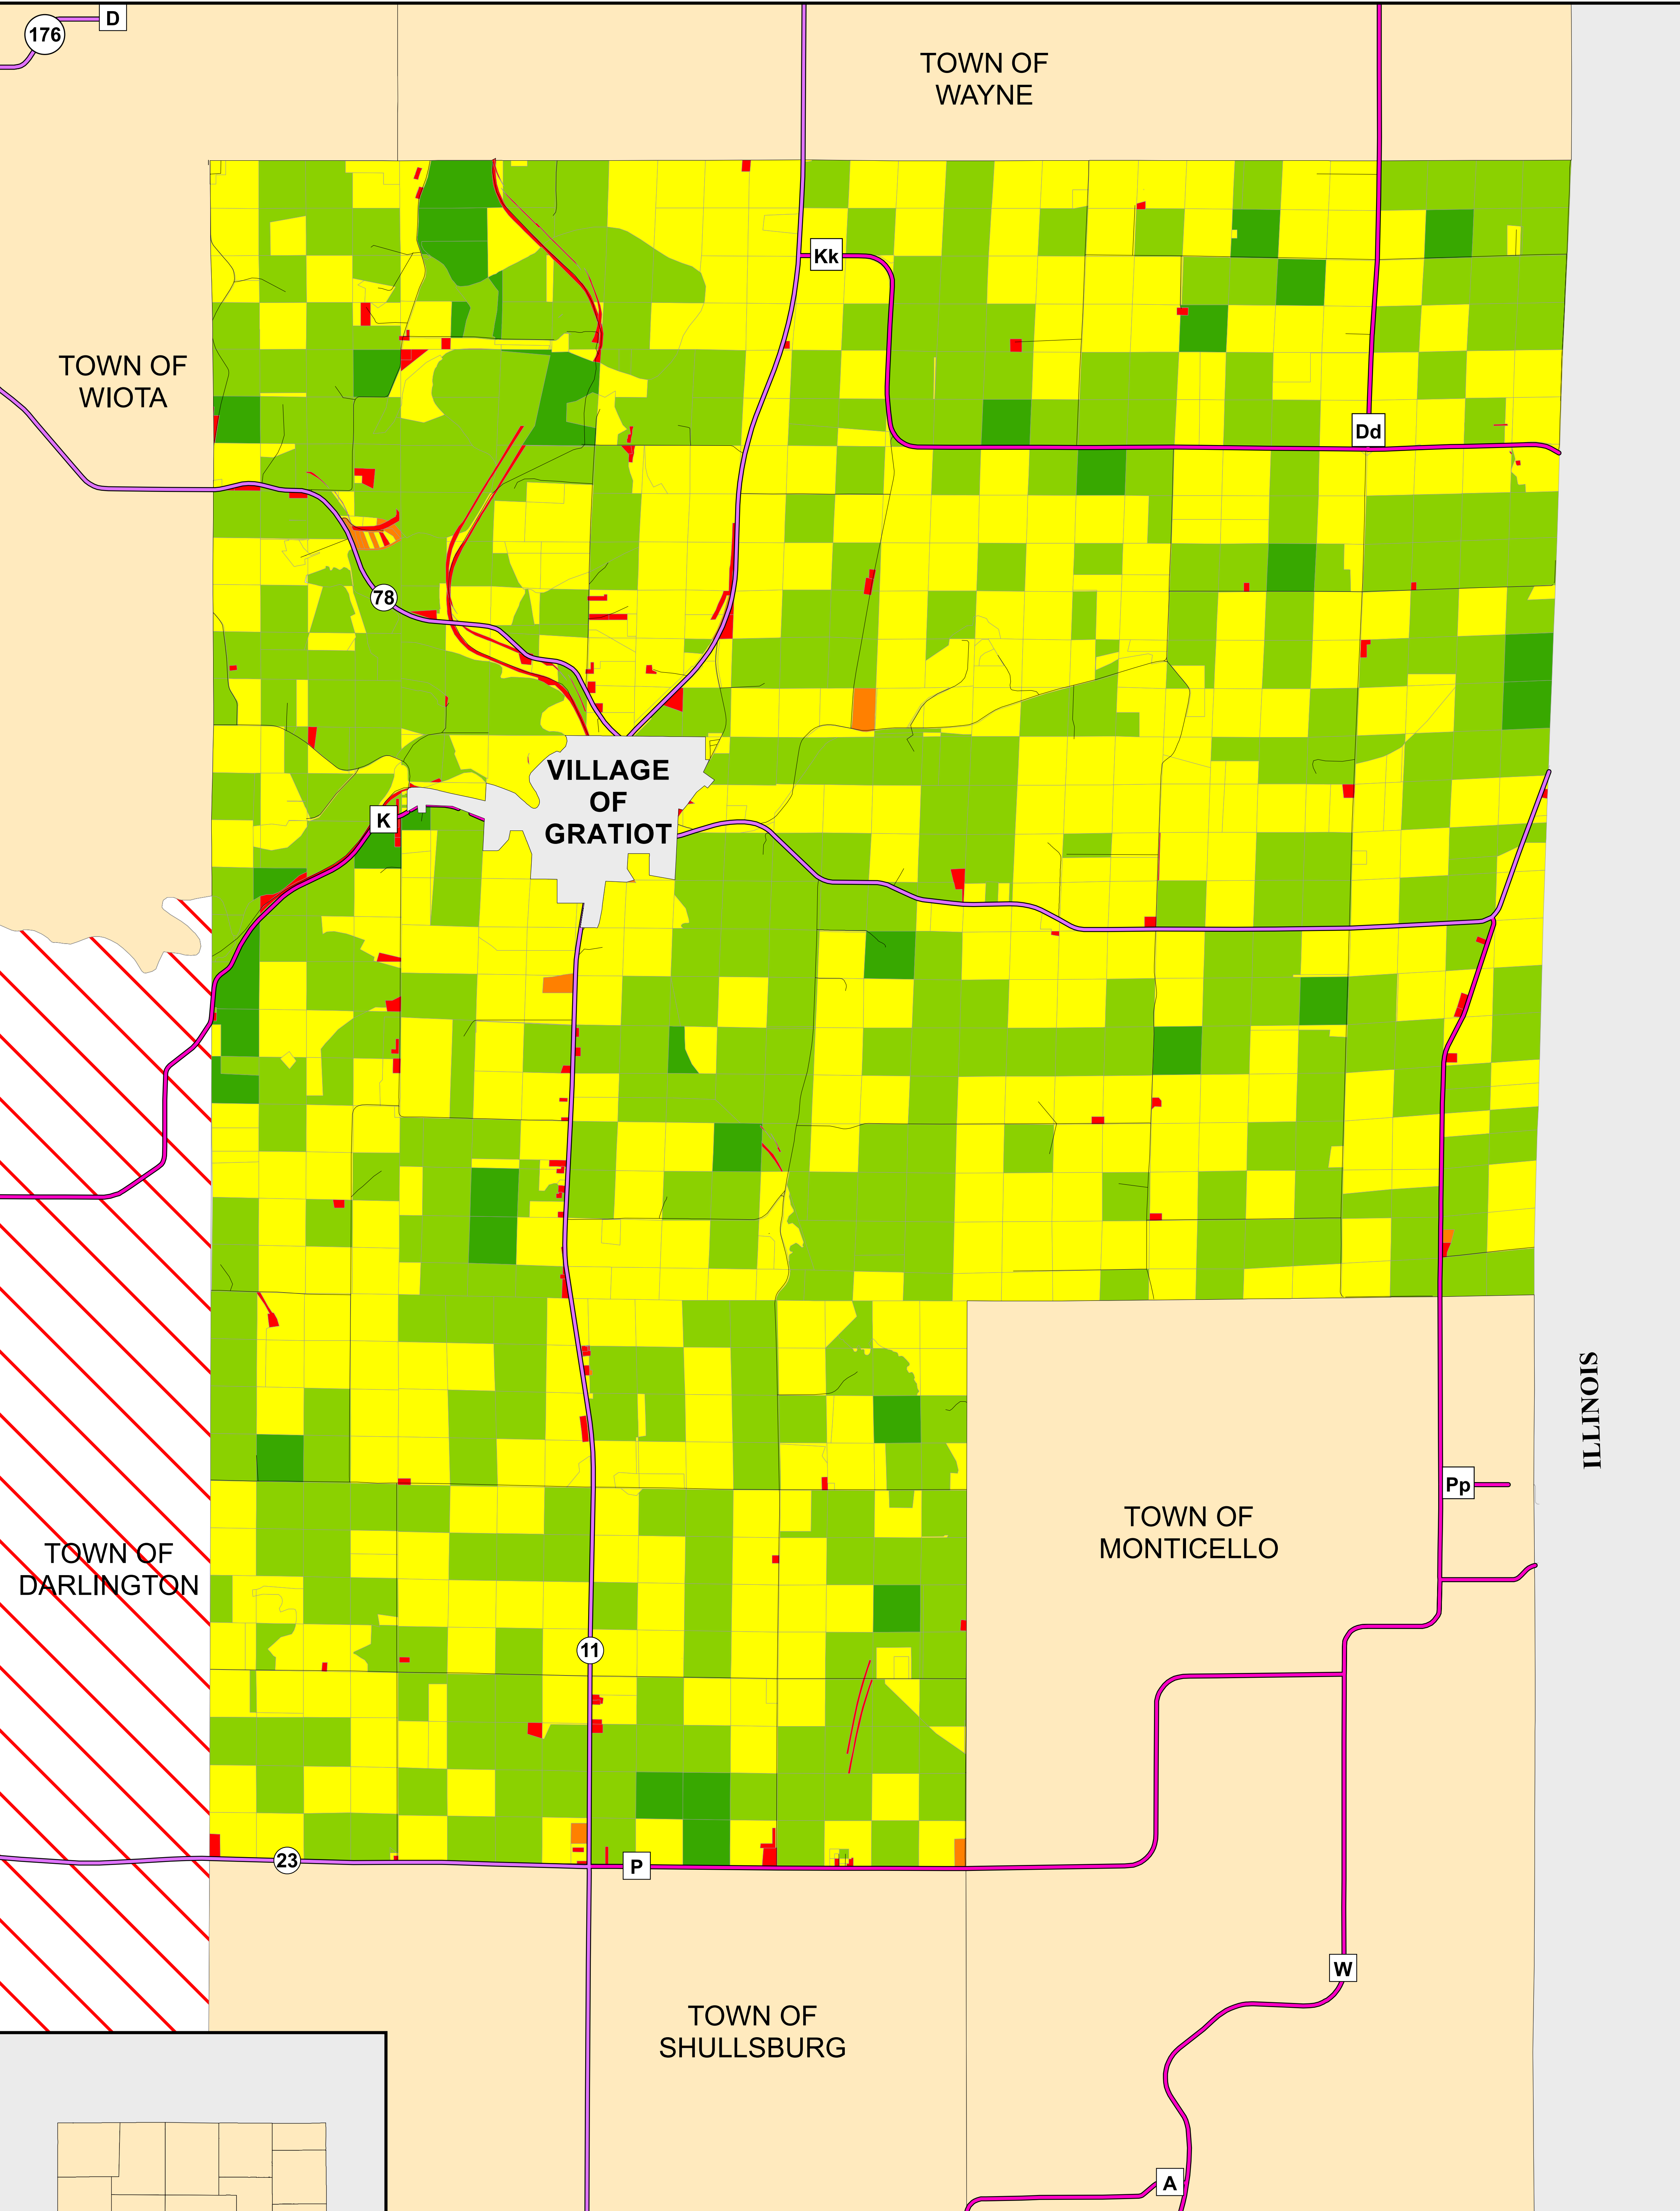 D
176
TOWN OF
WAYNE
Kk
TOWN OF
WIOTA
Dd
78
VILLAGE
OF
GRATIOT
K
ILLINOIS
Pp
TOWN OF
MONTICELLO
TOWN OF
DARLINGTON
11
23
P
W
TOWN OF
SHULLSBURG
A